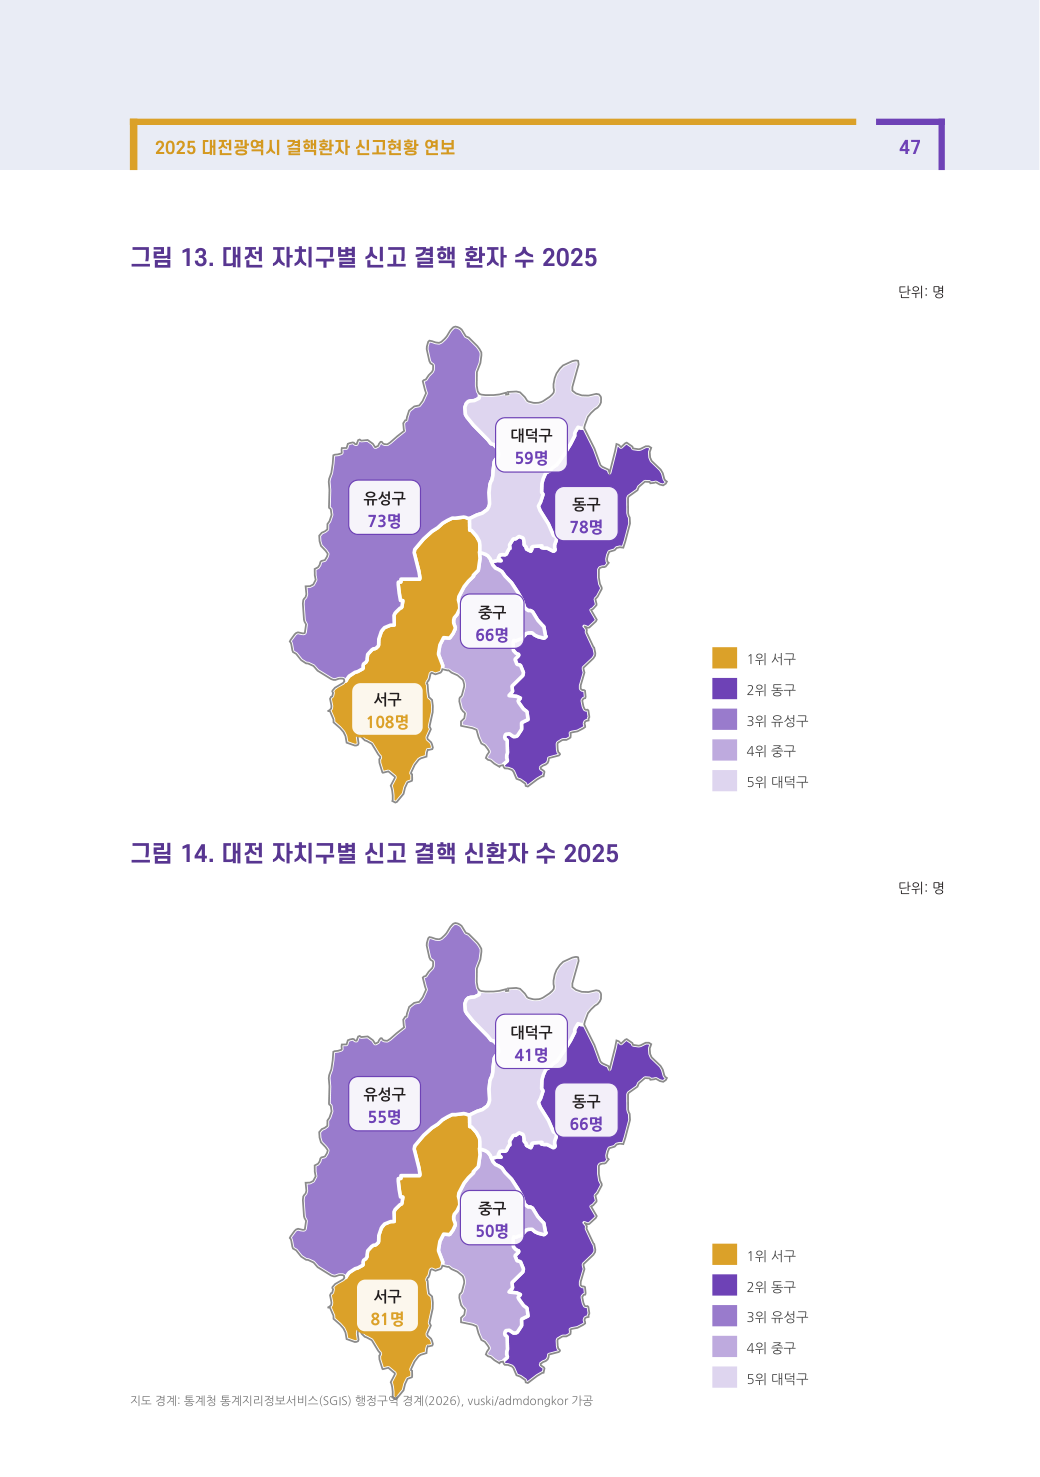 2025 대전광역시 결핵환자 신고현황 연보
47
그림 13. 대전 자치구별 신고 결핵 환자 수 2025
단위: 명
대덕구
59명
유성구
73명
동구
78명
중구
66명
서구
108명
1위 서구
2위 동구
3위 유성구
4위 중구
5위 대덕구
그림 14. 대전 자치구별 신고 결핵 신환자 수 2025
단위: 명
대덕구
41명
유성구
55명
동구
66명
중구
50명
서구
81명
1위 서구
2위 동구
3위 유성구
4위 중구
5위 대덕구
지도 경계: 통계청 통계지리정보서비스(SGIS) 행정구역 경계(2026), vuski/admdongkor 가공